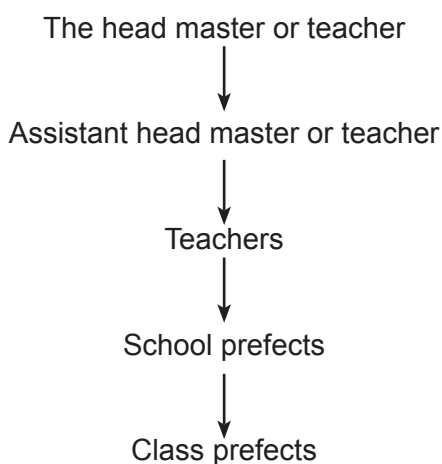 The head master or teacher
Assistant head master or teacher
Teachers
School prefects
Class prefects